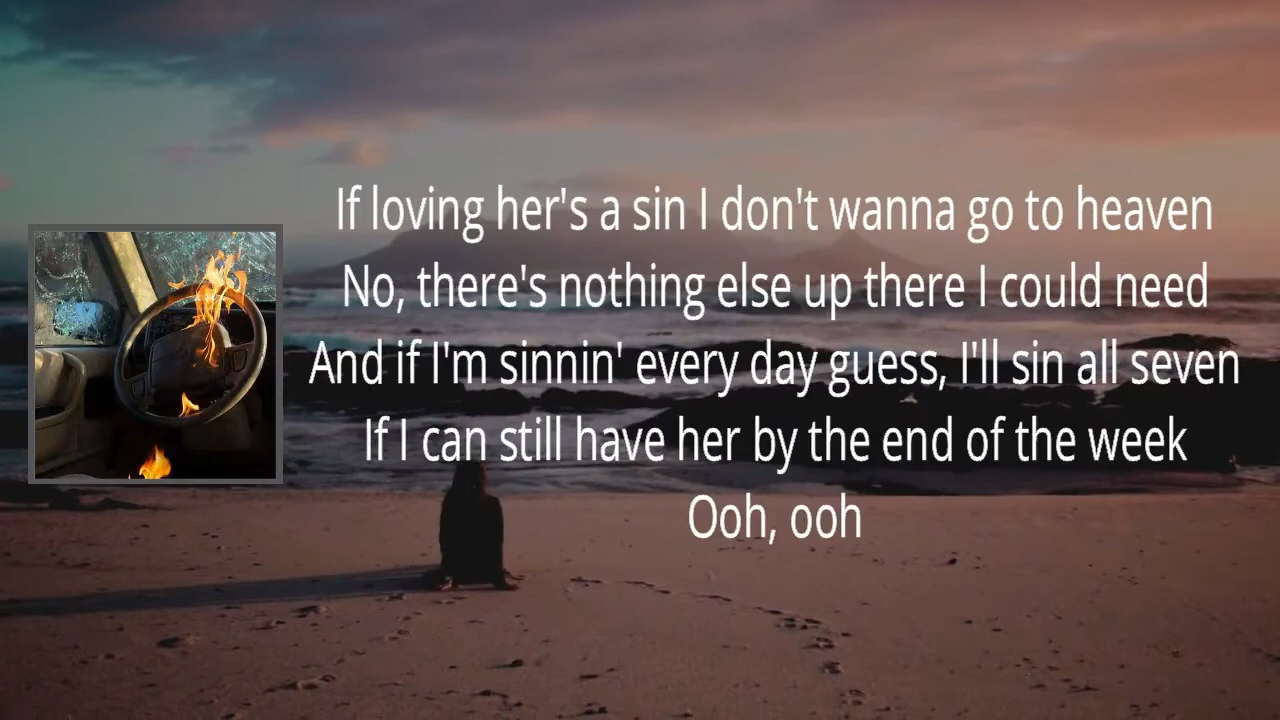 If loving her's a sin I don't wanna go to heaven
No, there's nothing else up there I could need
And if I'm sinnin' every day guess, I'll sin all seven
If I can still have her by the end of the week
Ooh, ooh